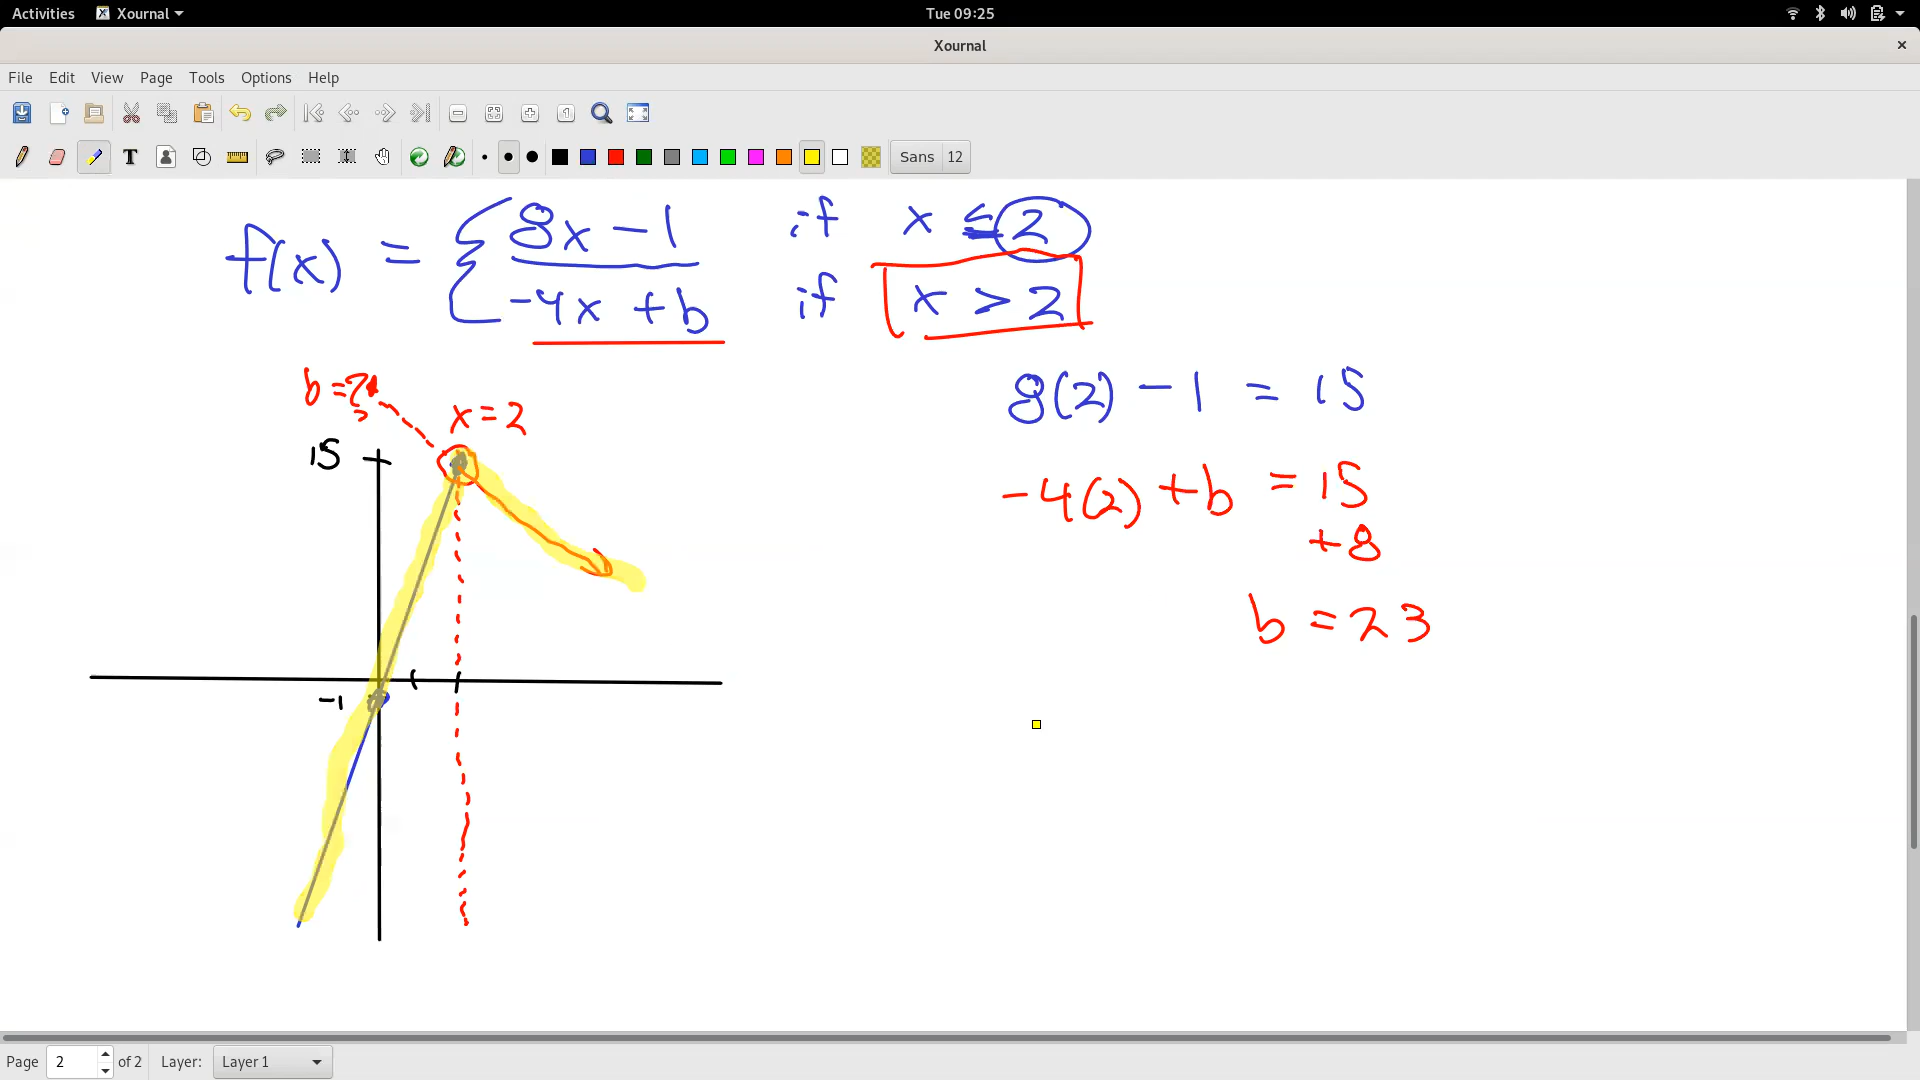 Activities Xournal Tue 09:25
Xournal
File Edit View Page Tools Options Help
Sans 12
f(x) = { 8x - 1 if x ≤ 2
-4x + b if x > 2
b = ?
x = 2
15
-1
8(2) - 1 = 15
-4(2) + b = 15
+8
b = 23
Page 2 of 2 Layer: Layer 1